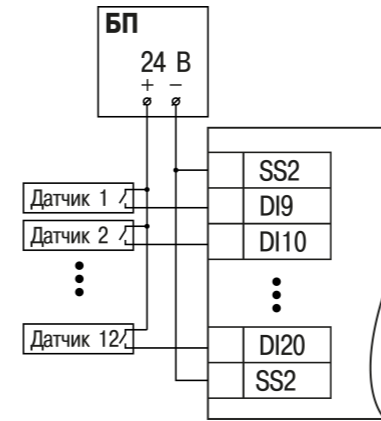 БП
24 В
+ −
SS2
Датчик 1
DI9
Датчик 2
DI10
Датчик 12
DI20
SS2